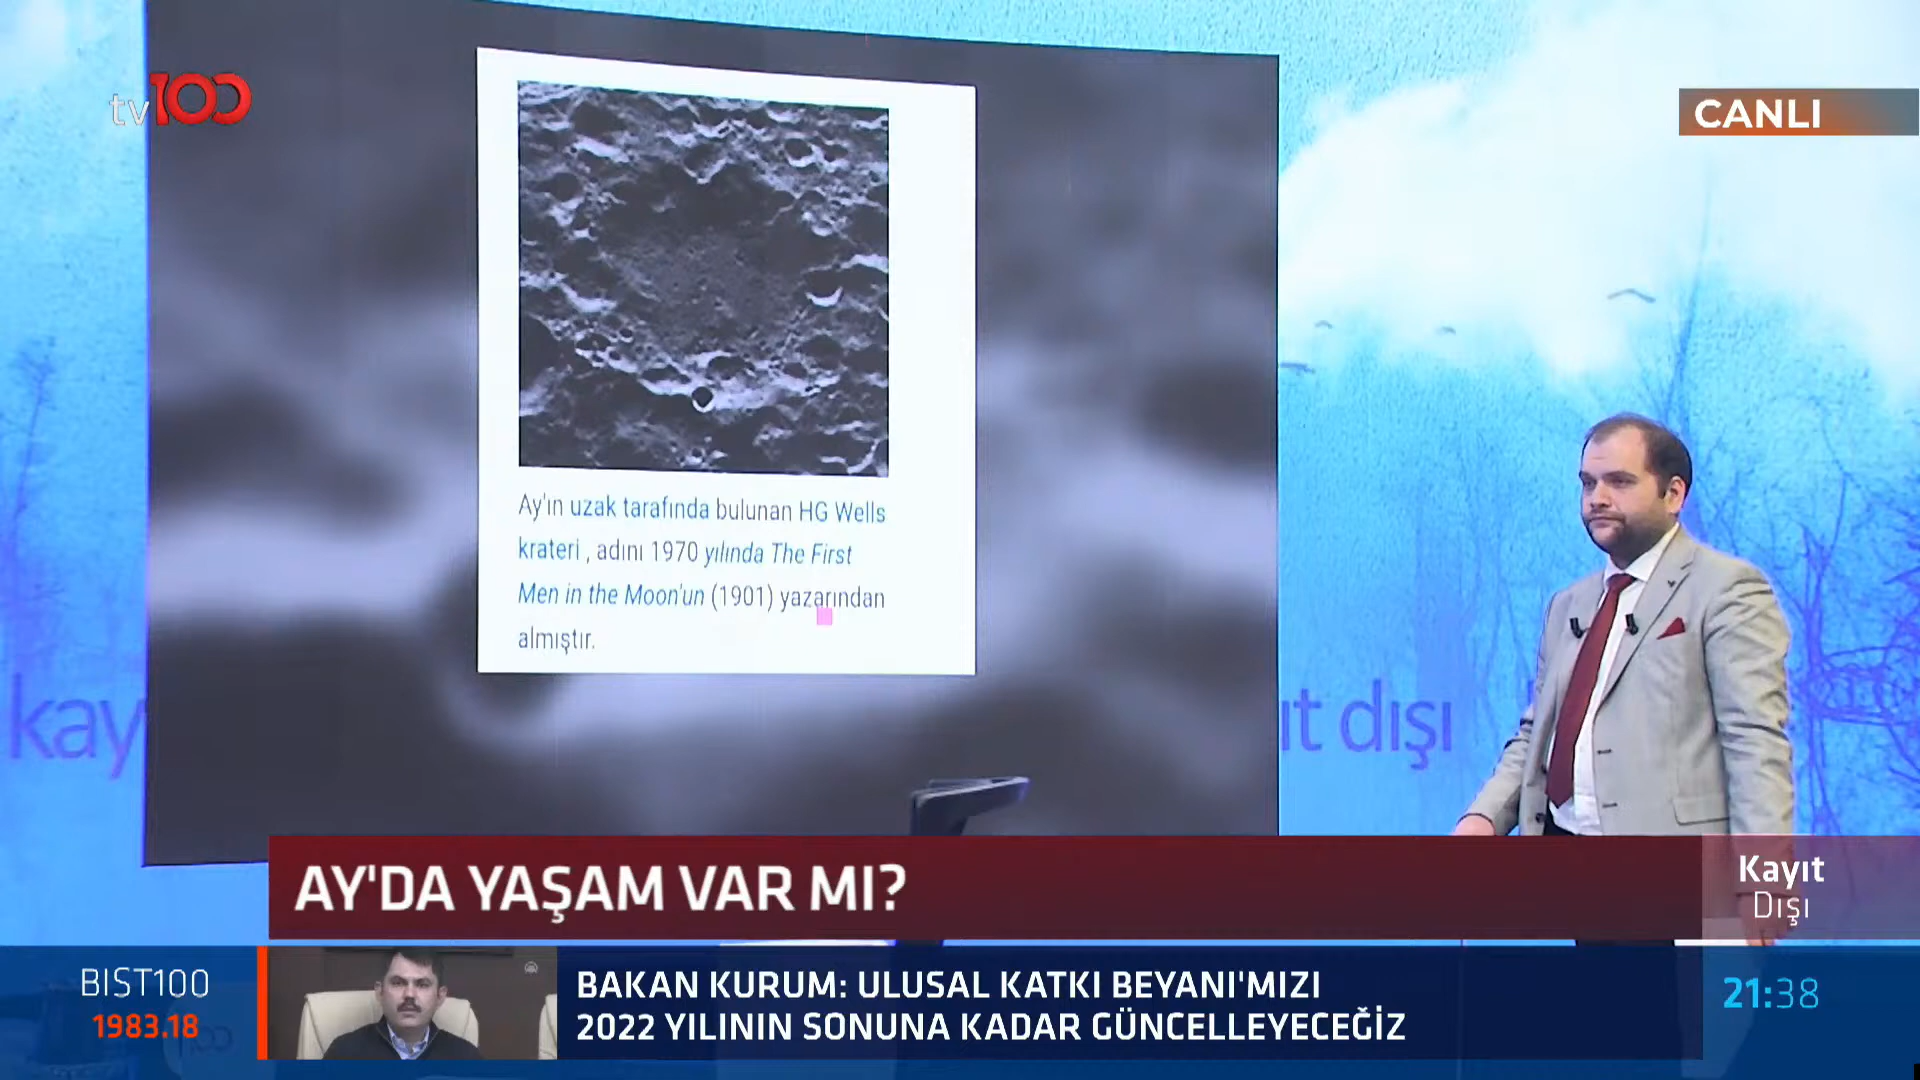 tv100
CANLI
Ay'ın uzak tarafında bulunan HG Wells
krateri , adını 1970 yılında The First
Men in the Moon'un (1901) yazarından
almıştır.
kay
ıt dışı
AY'DA YAŞAM VAR MI?
Kayıt
Dışı
BIST100
1983.18
BAKAN KURUM: ULUSAL KATKI BEYANI'MIZI
2022 YILININ SONUNA KADAR GÜNCELLEYECEĞİZ
21:38